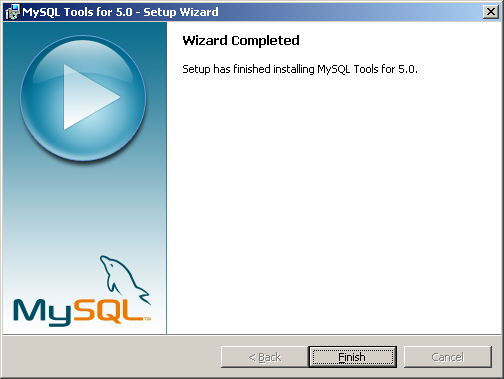 MySQL Tools for 5.0 - Setup Wizard
Wizard Completed
Setup has finished installing MySQL Tools for 5.0.
MySQL™
< Back
Finish
Cancel